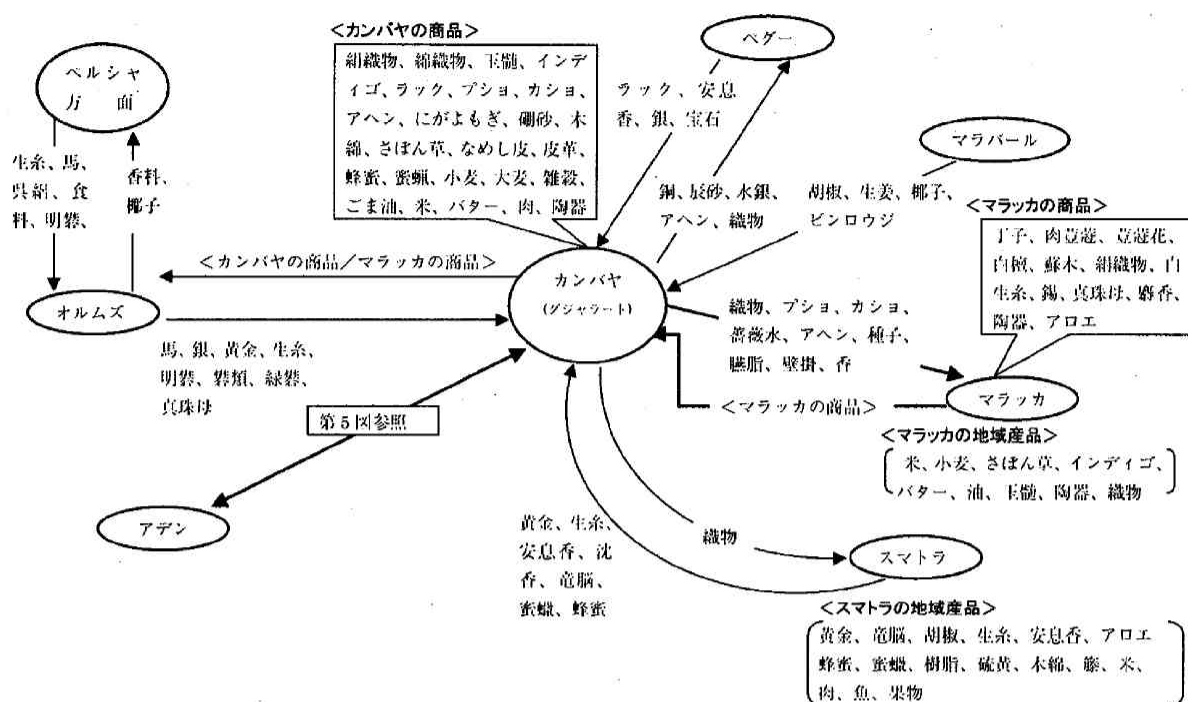 <カンバヤの商品>
絹織物、綿織物、玉髄、インデ
ィゴ、ラック、プショ、カショ、
アヘン、にがよもぎ、硼砂、木
綿、さぼん草、なめし皮、皮革、
蜂蜜、蜜蝋、小麦、大麦、雑穀、
ごま油、米、バター、肉、陶器
ペグー
ペルシャ
方 面
ラック、安息
香、銀、宝石
マラバール
生糸、馬、
呉絽、食
料、明礬、
香料、
椰子
銅、辰砂、水銀、
アヘン、織物
胡椒、生姜、椰子、
ビンロウジ
<マラッカの商品>
丁子、肉荳蔲、荳蔲花、
白檀、蘇木、絹織物、白
生糸、錫、真珠母、麝香、
陶器、アロエ
<カンバヤの商品/マラッカの商品>
カンバヤ
(グジャラート)
オルムズ
織物、プショ、カショ、
薔薇水、アヘン、種子、
臙脂、壁掛、香
馬、銀、黄金、生糸、
明礬、礬類、緑礬、
真珠母
マラッカ
<マラッカの商品>
第5図参照
<マラッカの地域産品>
米、小麦、さぼん草、インディゴ、
バター、油、玉髄、陶器、織物
アデン
黄金、生糸、
安息香、沈
香、竜脳、
蜜蝋、蜂蜜
織物
スマトラ
<スマトラの地域産品>
黄金、竜脳、胡椒、生糸、安息香、アロエ
蜂蜜、蜜蝋、樹脂、硫黄、木綿、籐、米、
肉、魚、果物